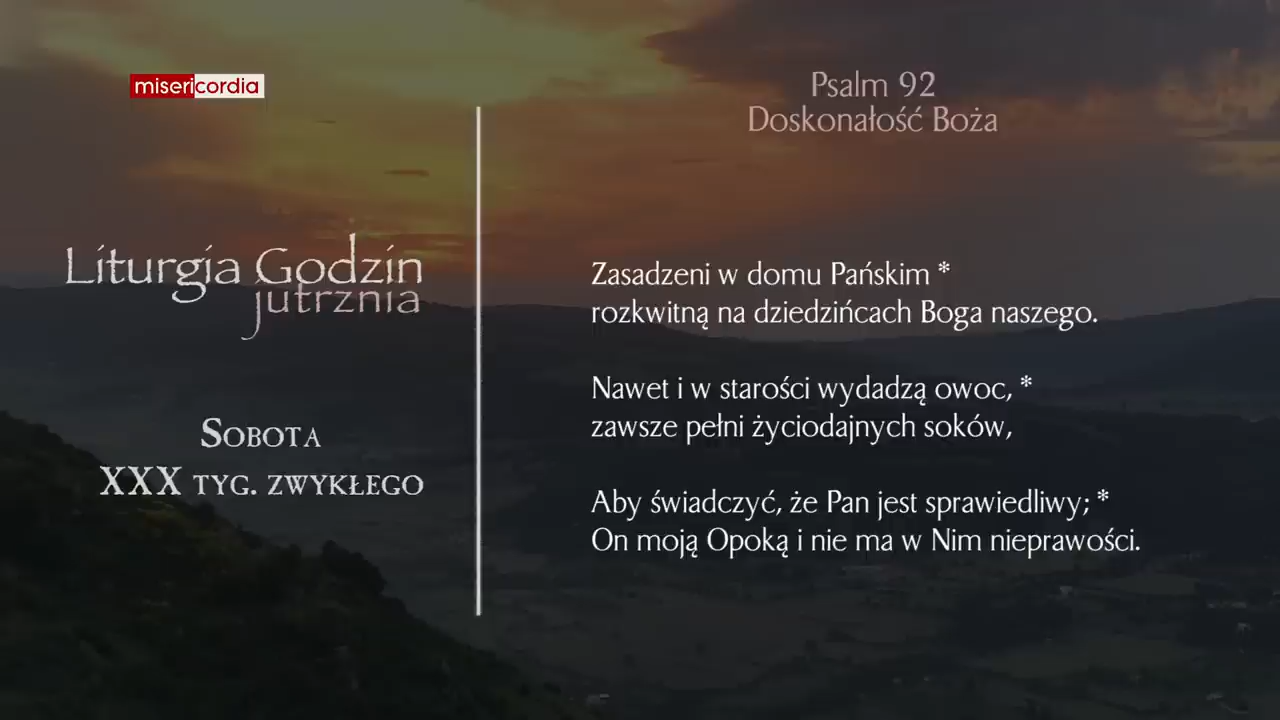 misericordia
Liturgia Godzin
jutrznia
Sobota
XXX tyg. zwykłego
Psalm 92
Doskonałość Boża
Zasadzeni w domu Pańskim *
rozkwitną na dziedzińcach Boga naszego.
Nawet i w starości wydadzą owoc, *
zawsze pełni życiodajnych soków,
Aby świadczyć, że Pan jest sprawiedliwy; *
On moją Opoką i nie ma w Nim nieprawości.